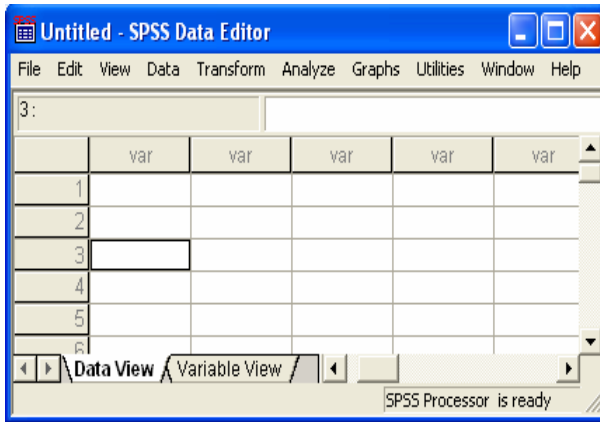 Untitled - SPSS Data Editor
File Edit View Data Transform Analyze Graphs Utilities Window Help
3 :
var var var var var
1
2
3
4
5
6
Data View Variable View
SPSS Processor is ready